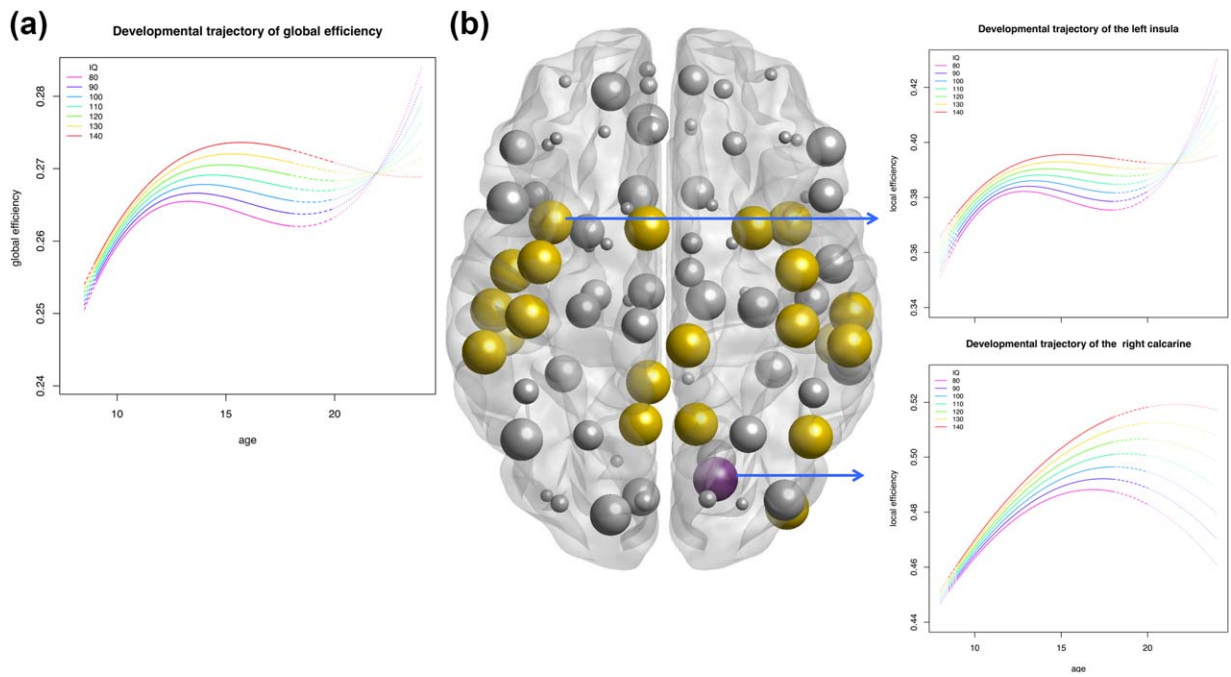 (a)
Developmental trajectory of global efficiency
IQ
80
90
100
110
120
130
140
0.28
0.27
0.26
0.25
0.24
global efficiency
10 15 20
age
(b)
Developmental trajectory of the left insula
IQ
80
90
100
110
120
130
140
0.42
0.40
0.38
0.36
0.34
local efficiency
Developmental trajectory of the right calcarine
IQ
80
90
100
110
120
130
140
0.52
0.50
0.48
0.46
0.44
local efficiency
10 15 20
age